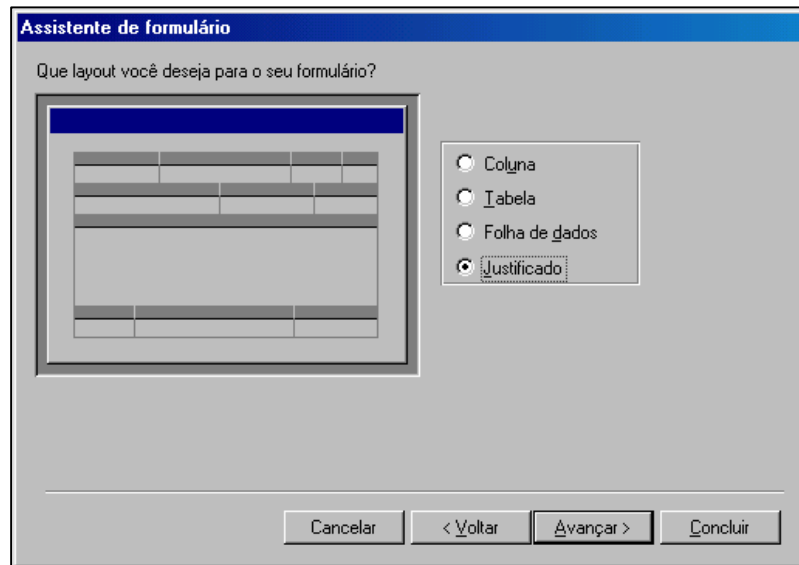 Assistente de formulário
Que layout você deseja para o seu formulário?
Coluna
Tabela
Folha de dados
Justificado
Cancelar
< Voltar
Avançar >
Concluir